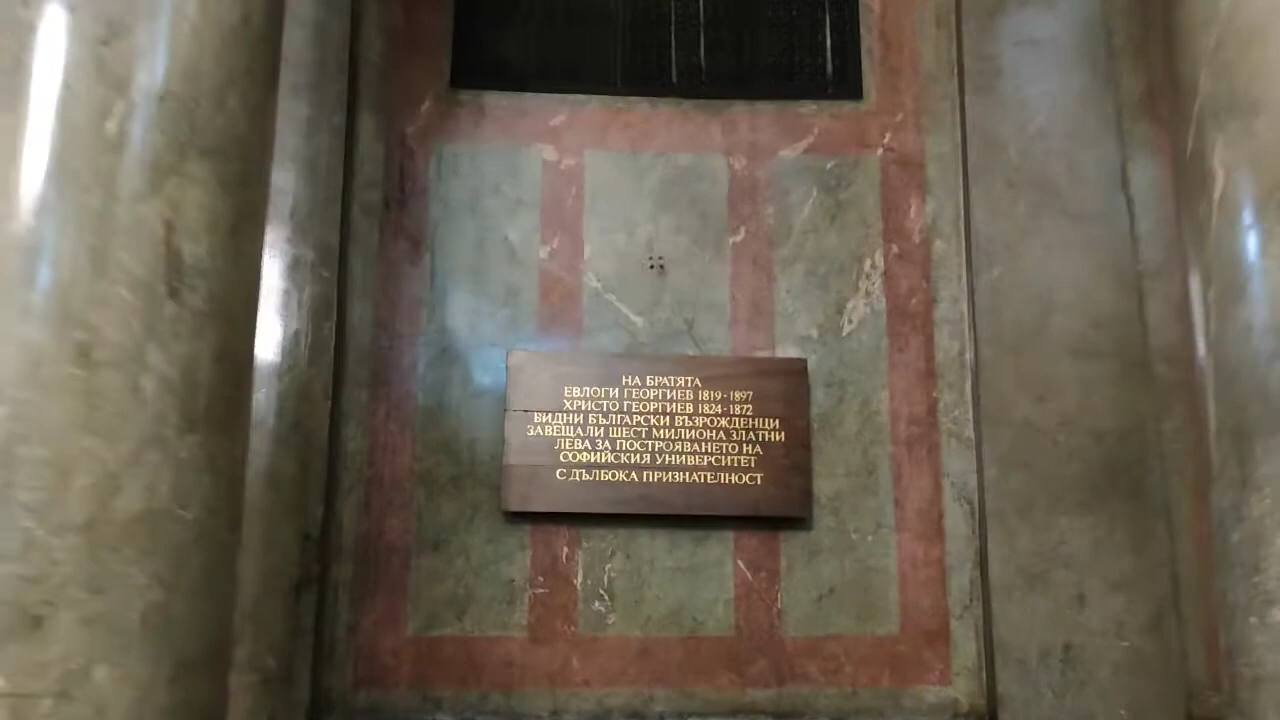 НА БРАТЯТА
ЕВЛОГИ ГЕОРГИЕВ 1819-1897
ХРИСТО ГЕОРГИЕВ 1824-1872
ВИДНИ БЪЛГАРСКИ ВЪЗРОЖДЕНЦИ
ЗАВЕЩАЛИ ШЕСТ МИЛИОНА ЗЛАТНИ
ЛЕВА ЗА ПОСТРОЯВАНЕТО НА
СОФИЙСКИЯ УНИВЕРСИТЕТ
С ДЪЛБОКА ПРИЗНАТЕЛНОСТ